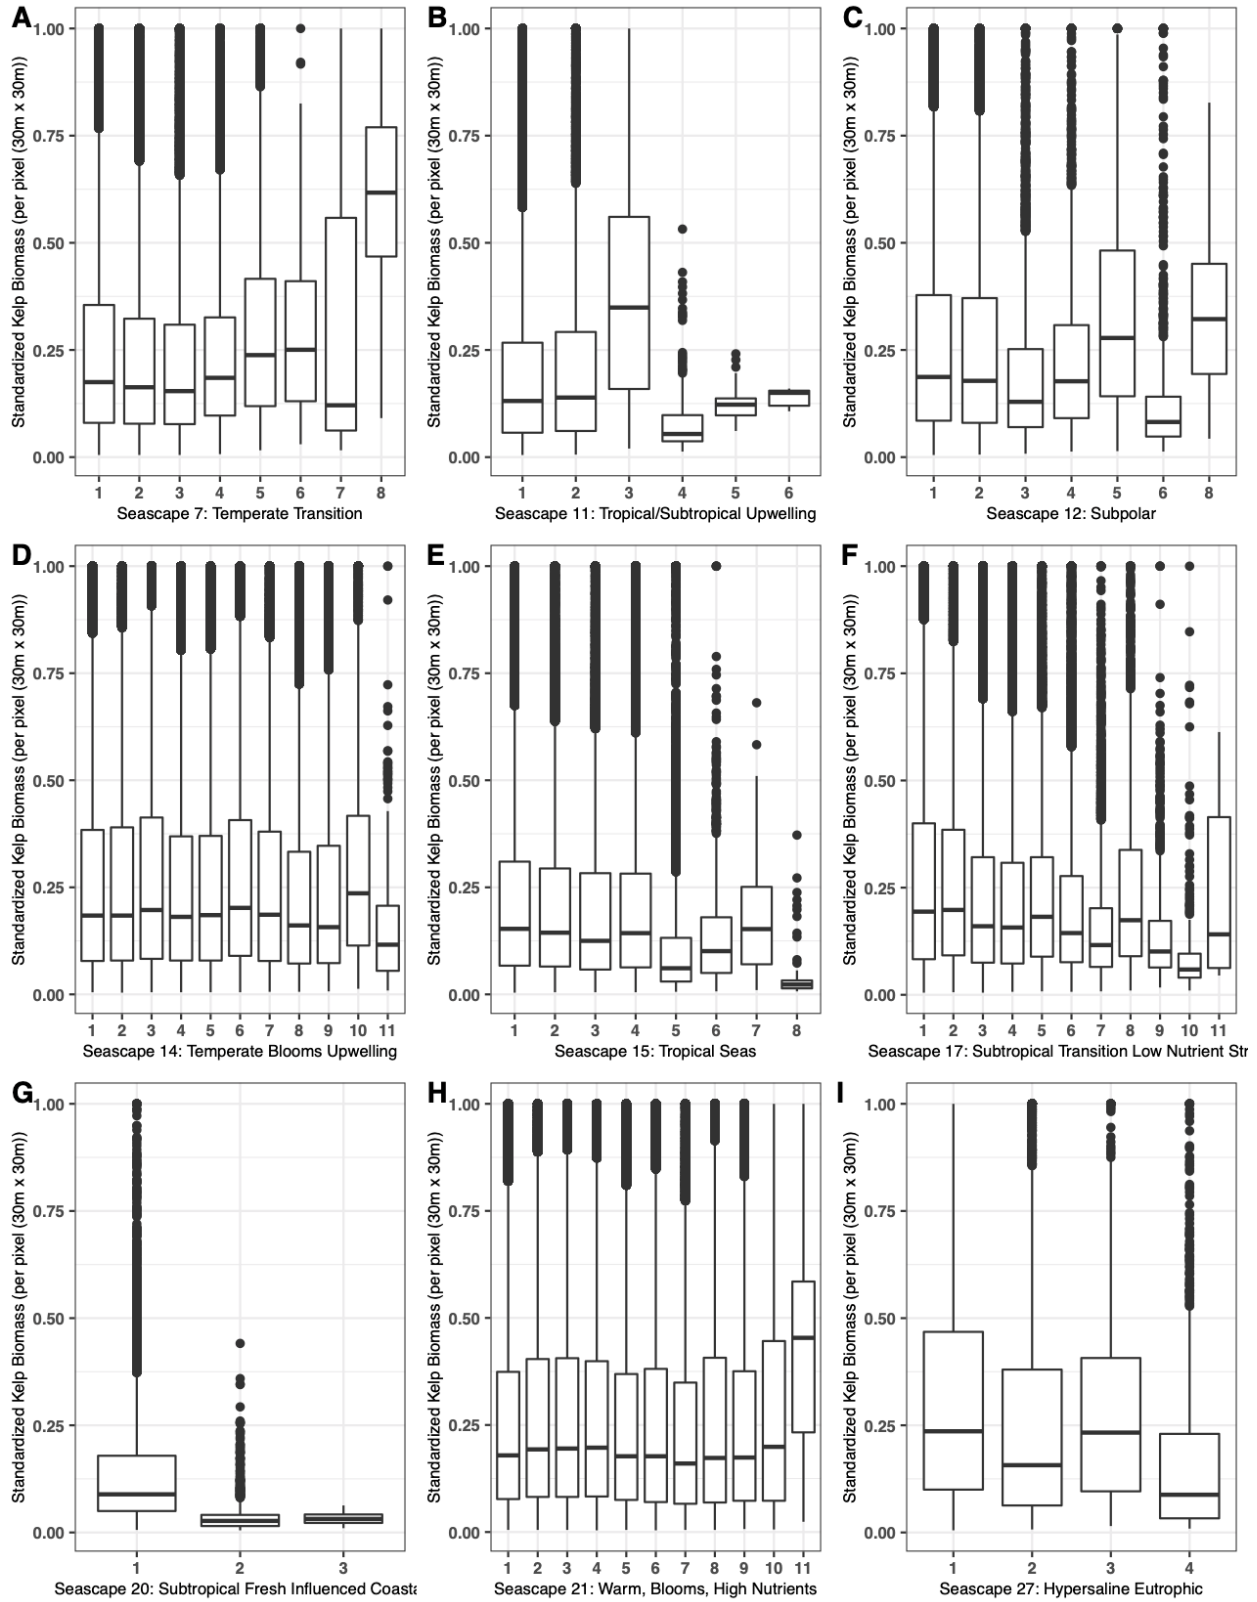 A
B
C
Standardized Kelp Biomass (per pixel (30m x 30m))
1.00
0.75
0.50
0.25
0.00
1 2 3 4 5 6 7 8
Seascape 7: Temperate Transition
Standardized Kelp Biomass (per pixel (30m x 30m))
1.00
0.75
0.50
0.25
0.00
1 2 3 4 5 6
Seascape 11: Tropical/Subtropical Upwelling
Standardized Kelp Biomass (per pixel (30m x 30m))
1.00
0.75
0.50
0.25
0.00
1 2 3 4 5 6 8
Seascape 12: Subpolar
D
E
F
Standardized Kelp Biomass (per pixel (30m x 30m))
1.00
0.75
0.50
0.25
0.00
1 2 3 4 5 6 7 8 9 10 11
Seascape 14: Temperate Blooms Upwelling
Standardized Kelp Biomass (per pixel (30m x 30m))
1.00
0.75
0.50
0.25
0.00
1 2 3 4 5 6 7 8
Seascape 15: Tropical Seas
Standardized Kelp Biomass (per pixel (30m x 30m))
1.00
0.75
0.50
0.25
0.00
1 2 3 4 5 6 7 8 9 10 11
Seascape 17: Subtropical Transition Low Nutrient Str
G
H
I
Standardized Kelp Biomass (per pixel (30m x 30m))
1.00
0.75
0.50
0.25
0.00
1 2 3
Seascape 20: Subtropical Fresh Influenced Coasta
Standardized Kelp Biomass (per pixel (30m x 30m))
1.00
0.75
0.50
0.25
0.00
1 2 3 4 5 6 7 8 9 10 11
Seascape 21: Warm, Blooms, High Nutrients
Standardized Kelp Biomass (per pixel (30m x 30m))
1.00
0.75
0.50
0.25
0.00
1 2 3 4
Seascape 27: Hypersaline Eutrophic